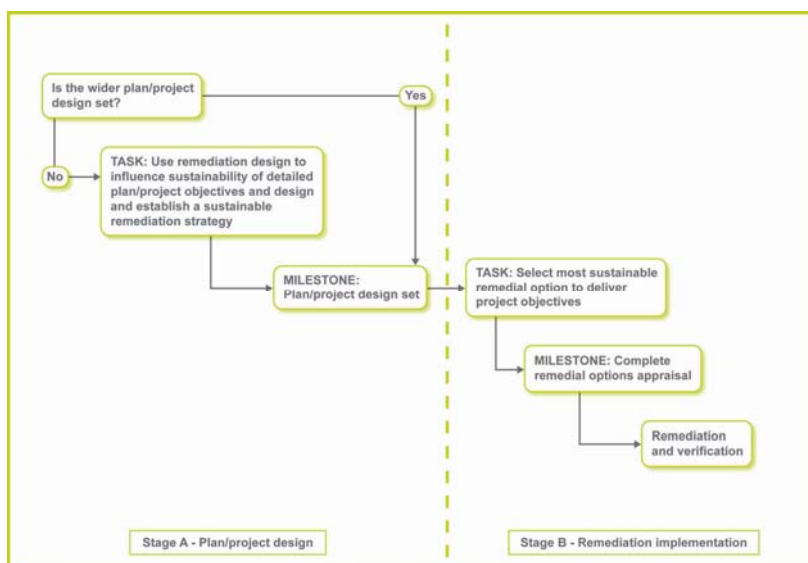 Is the wider plan/project
design set?
Yes
No
TASK: Use remediation design to
influence sustainability of detailed
plan/project objectives and design
and establish a sustainable
remediation strategy
MILESTONE:
Plan/project design set
TASK: Select most sustainable
remedial option to deliver
project objectives
MILESTONE: Complete
remedial options appraisal
Remediation
and verification
Stage A - Plan/project design
Stage B - Remediation implementation